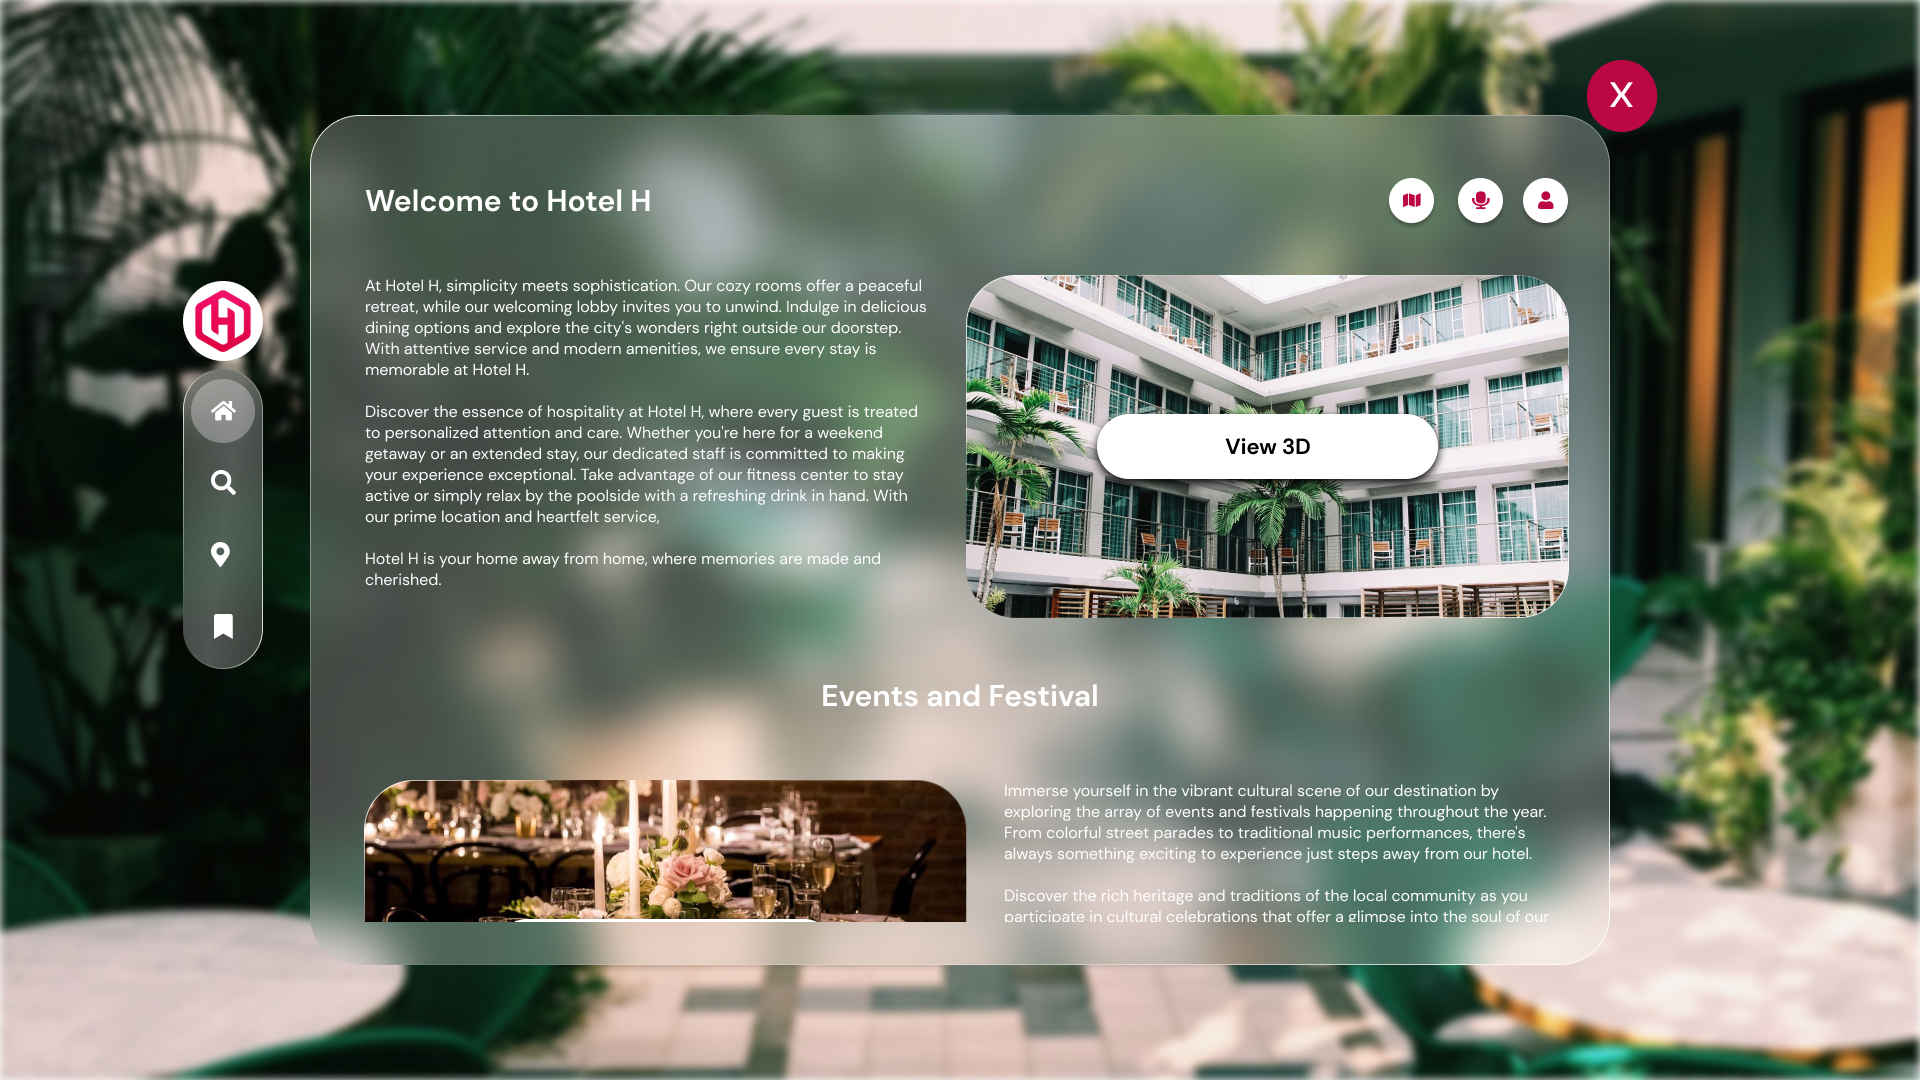 X
Welcome to Hotel H
At Hotel H, simplicity meets sophistication. Our cozy rooms offer a peaceful
retreat, while our welcoming lobby invites you to unwind. Indulge in delicious
dining options and explore the city's wonders right outside our doorstep.
With attentive service and modern amenities, we ensure every stay is
memorable at Hotel H.
Discover the essence of hospitality at Hotel H, where every guest is treated
to personalized attention and care. Whether you're here for a weekend
getaway or an extended stay, our dedicated staff is committed to making
your experience exceptional. Take advantage of our fitness center to stay
active or simply relax by the poolside with a refreshing drink in hand. With
our prime location and heartfelt service,
Hotel H is your home away from home, where memories are made and
cherished.
View 3D
Events and Festival
Immerse yourself in the vibrant cultural scene of our destination by
exploring the array of events and festivals happening throughout the year.
From colorful street parades to traditional music performances, there's
always something exciting to experience just steps away from our hotel.
Discover the rich heritage and traditions of the local community as you
participate in cultural celebrations that offer a glimpse into the soul of our